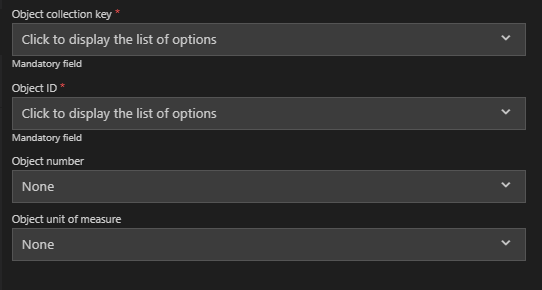 Object collection key *
Click to display the list of options
Mandatory field
Object ID *
Click to display the list of options
Mandatory field
Object number
None
Object unit of measure
None